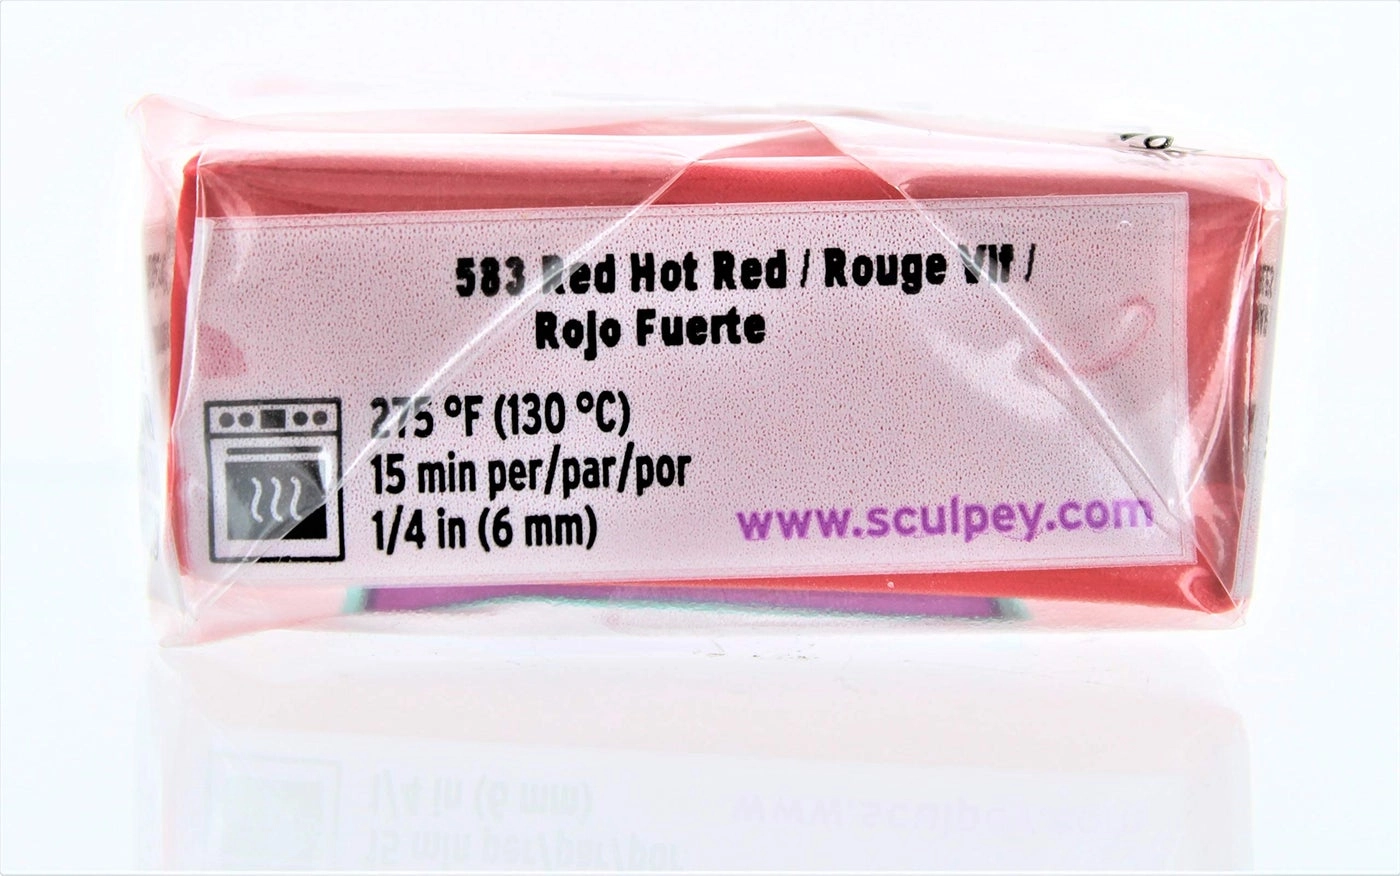 583 Red Hot Red / Rouge Vif /
Rojo Fuerte
275 °F (130 °C)
15 min per/par/por
1/4 in (6 mm)
www.sculpey.com